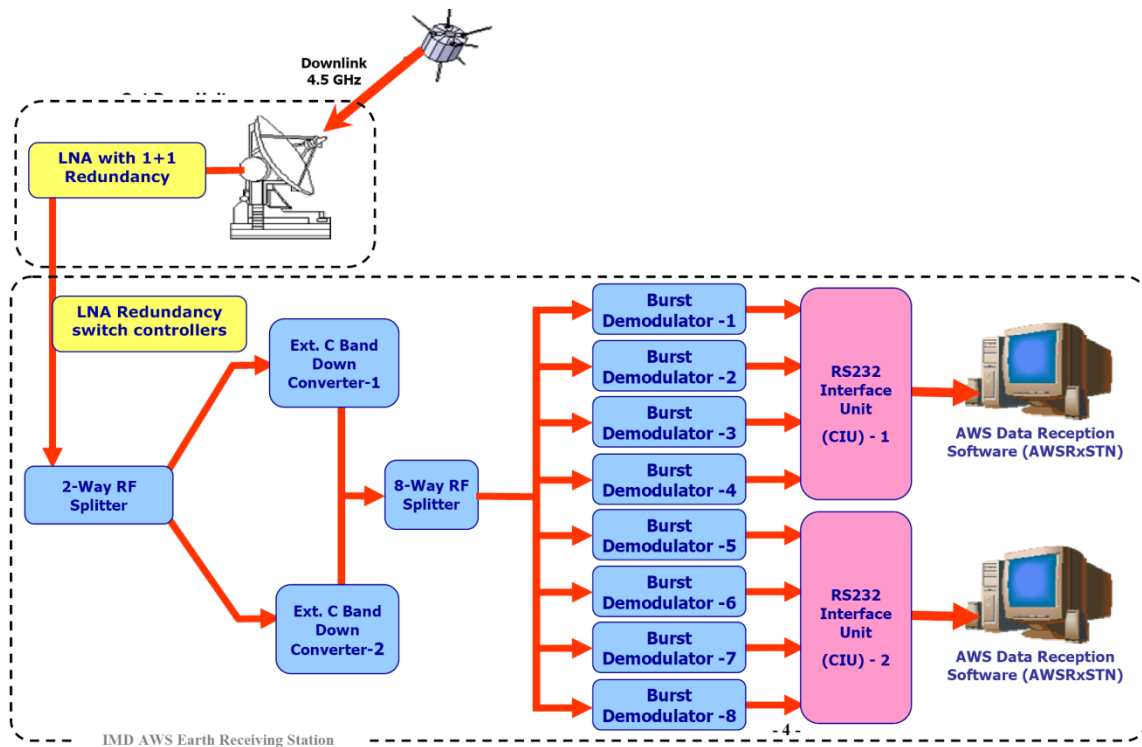 Downlink
4.5 GHz
LNA with 1+1
Redundancy
LNA Redundancy
switch controllers
2-Way RF
Splitter
Ext. C Band
Down
Converter-1
Ext. C Band
Down
Converter-2
8-Way RF
Splitter
Burst
Demodulator -1
Burst
Demodulator -2
Burst
Demodulator -3
Burst
Demodulator -4
Burst
Demodulator -5
Burst
Demodulator -6
Burst
Demodulator -7
Burst
Demodulator -8
RS232
Interface
Unit
(CIU) - 1
RS232
Interface
Unit
(CIU) - 2
AWS Data Reception
Software (AWSRxSTN)
AWS Data Reception
Software (AWSRxSTN)
- 4 -
IMD AWS Earth Receiving Station